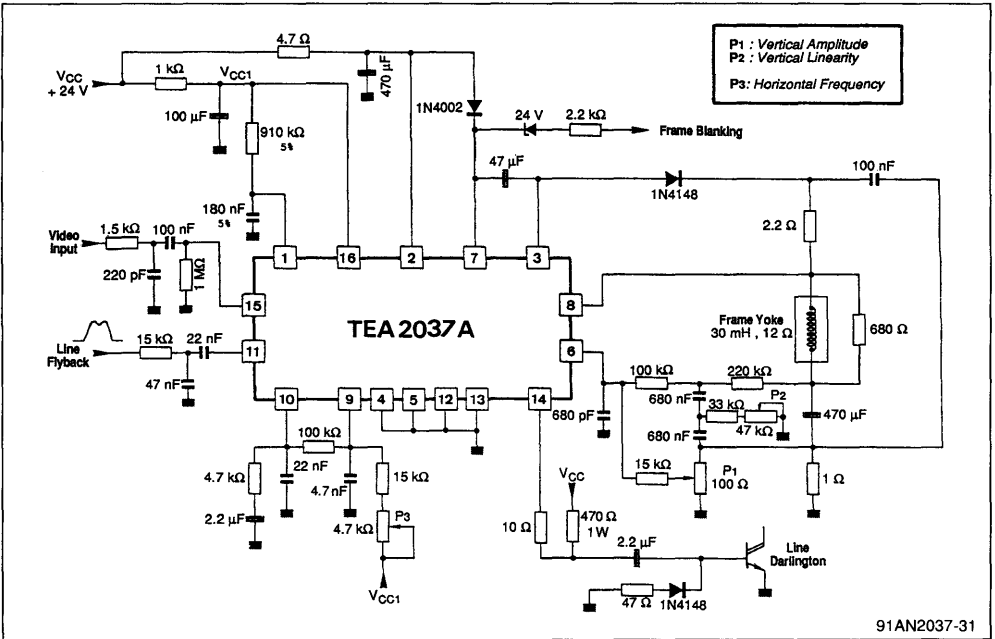 4.7 Ω
470 µF
P1 : Vertical Amplitude
P2 : Vertical Linearity
P3: Horizontal Frequency
VCC
+ 24 V
1 kΩ
VCC1
100 µF
910 kΩ
5%
1N4002
24 V
2.2 kΩ
Frame Blanking
47 µF
1N4148
100 nF
180 nF
5%
2.2 Ω
Video
Input
1.5 kΩ
100 nF
220 pF
1 MΩ
1
16
2
7
3
15
8
TEA2037A
Frame Yoke
30 mH , 12 Ω
680 Ω
Line
Flyback
15 kΩ
22 nF
47 nF
11
6
100 kΩ
220 kΩ
680 nF
33 kΩ
P2
47 kΩ
470 µF
680 pF
680 nF
10
9
4
5
12
13
14
100 kΩ
4.7 kΩ
22 nF
4.7 nF
15 kΩ
15 kΩ
P1
100 Ω
1 Ω
2.2 µF
4.7 kΩ
P3
VCC1
VCC
10 Ω
470 Ω
1W
2.2 µF
Line
Darlington
47 Ω
1N4148
91AN2037-31